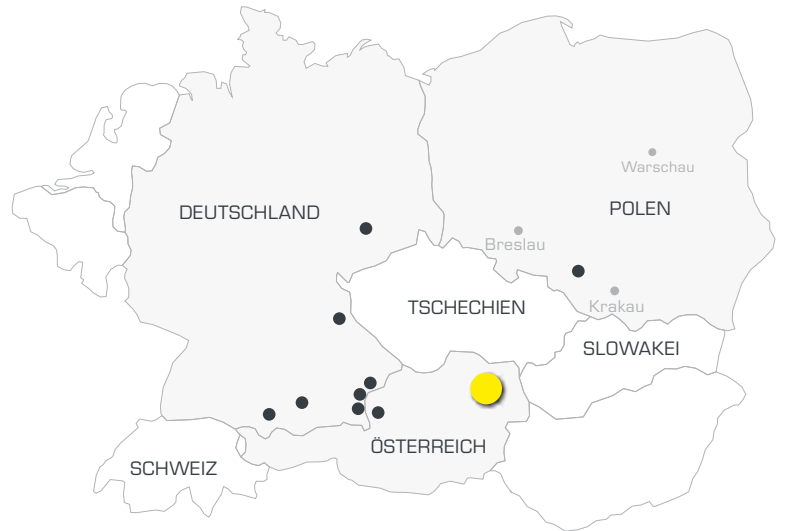 Warschau
DEUTSCHLAND
POLEN
Breslau
TSCHECHIEN
Krakau
SLOWAKEI
ÖSTERREICH
SCHWEIZ